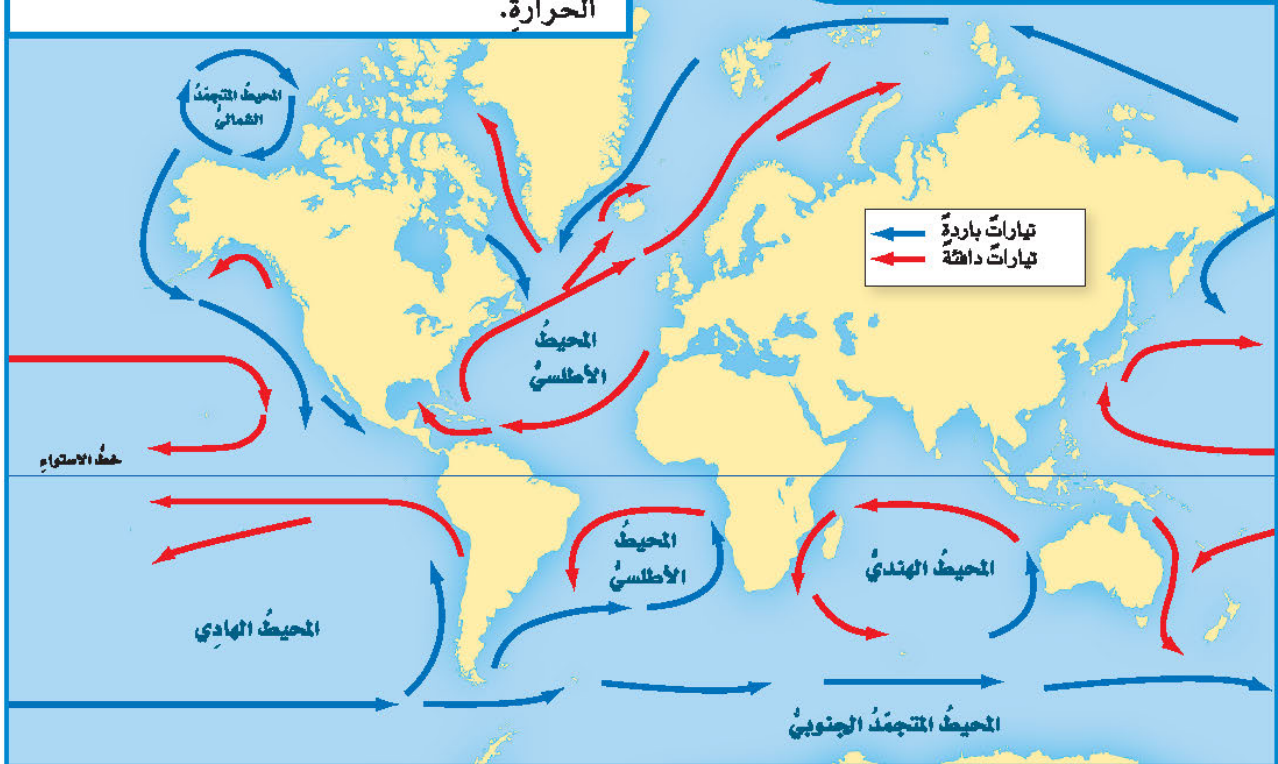 الحرارةِ.
المحيطُ المتجمّدُ
الشماليُّ
تياراتٌ باردةٌ
تياراتٌ دافئةٌ
المحيطُ
الأطلسيُّ
خطُّ الاستواءِ
المحيطُ
الأطلسيُّ
المحيطُ الهنديُّ
المحيطُ الهادِي
المحيطُ المتجمّدُ الجنوبيُّ